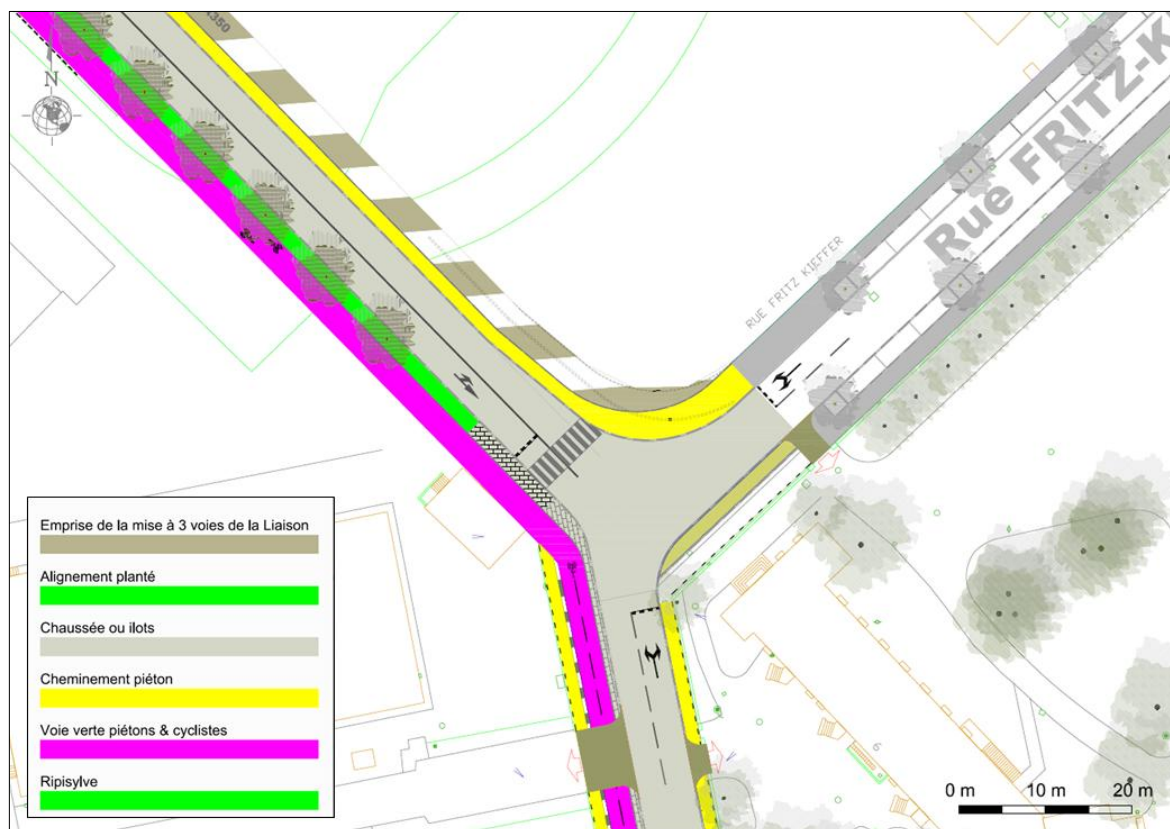 N
RUE FRITZ KIEFFER
Rue FRITZ-K
Emprise de la mise à 3 voies de la Liaison
Alignement planté
Chaussée ou ilots
Cheminement piéton
Voie verte piétons & cyclistes
Ripisylve
6
0 m 10 m 20 m